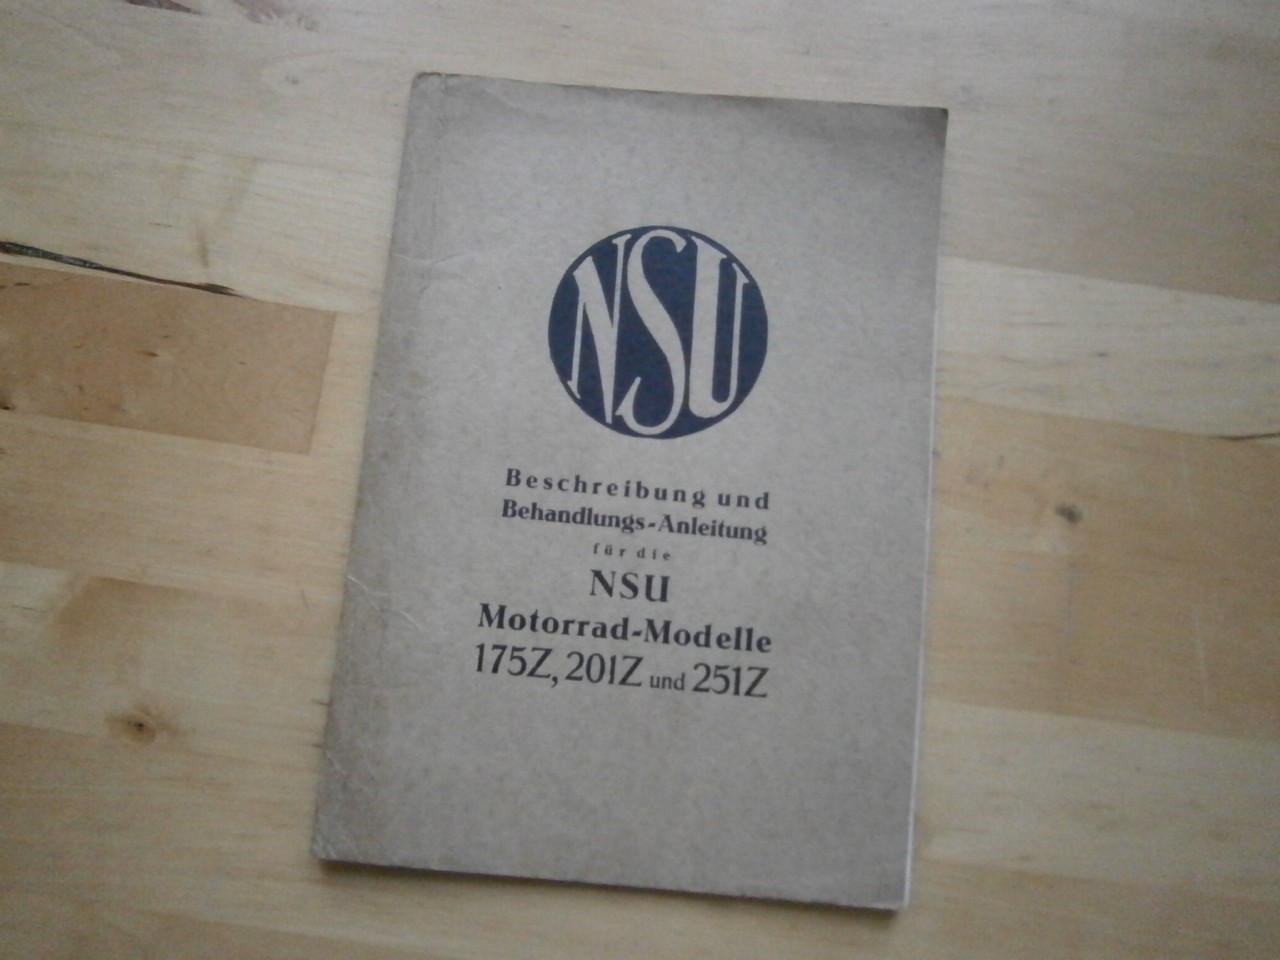 NSU
Beschreibung und
Behandlungs-Anleitung
für die
NSU
Motorrad-Modelle
175Z, 201Z und 251Z